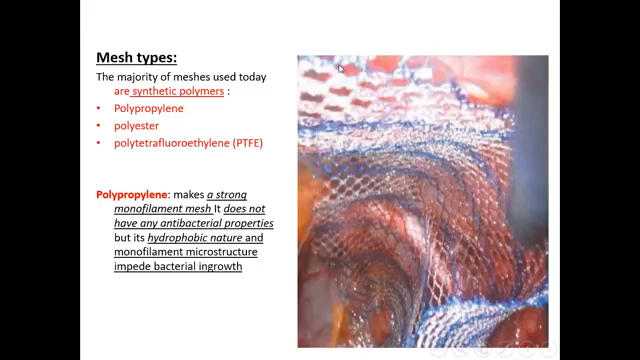 Mesh types:
The majority of meshes used today
are synthetic polymers :
• Polypropylene
• polyester
• polytetrafluoroethylene (PTFE)
Polypropylene: makes a strong
monofilament mesh It does not
have any antibacterial properties
but its hydrophobic nature and
monofilament microstructure
impede bacterial ingrowth